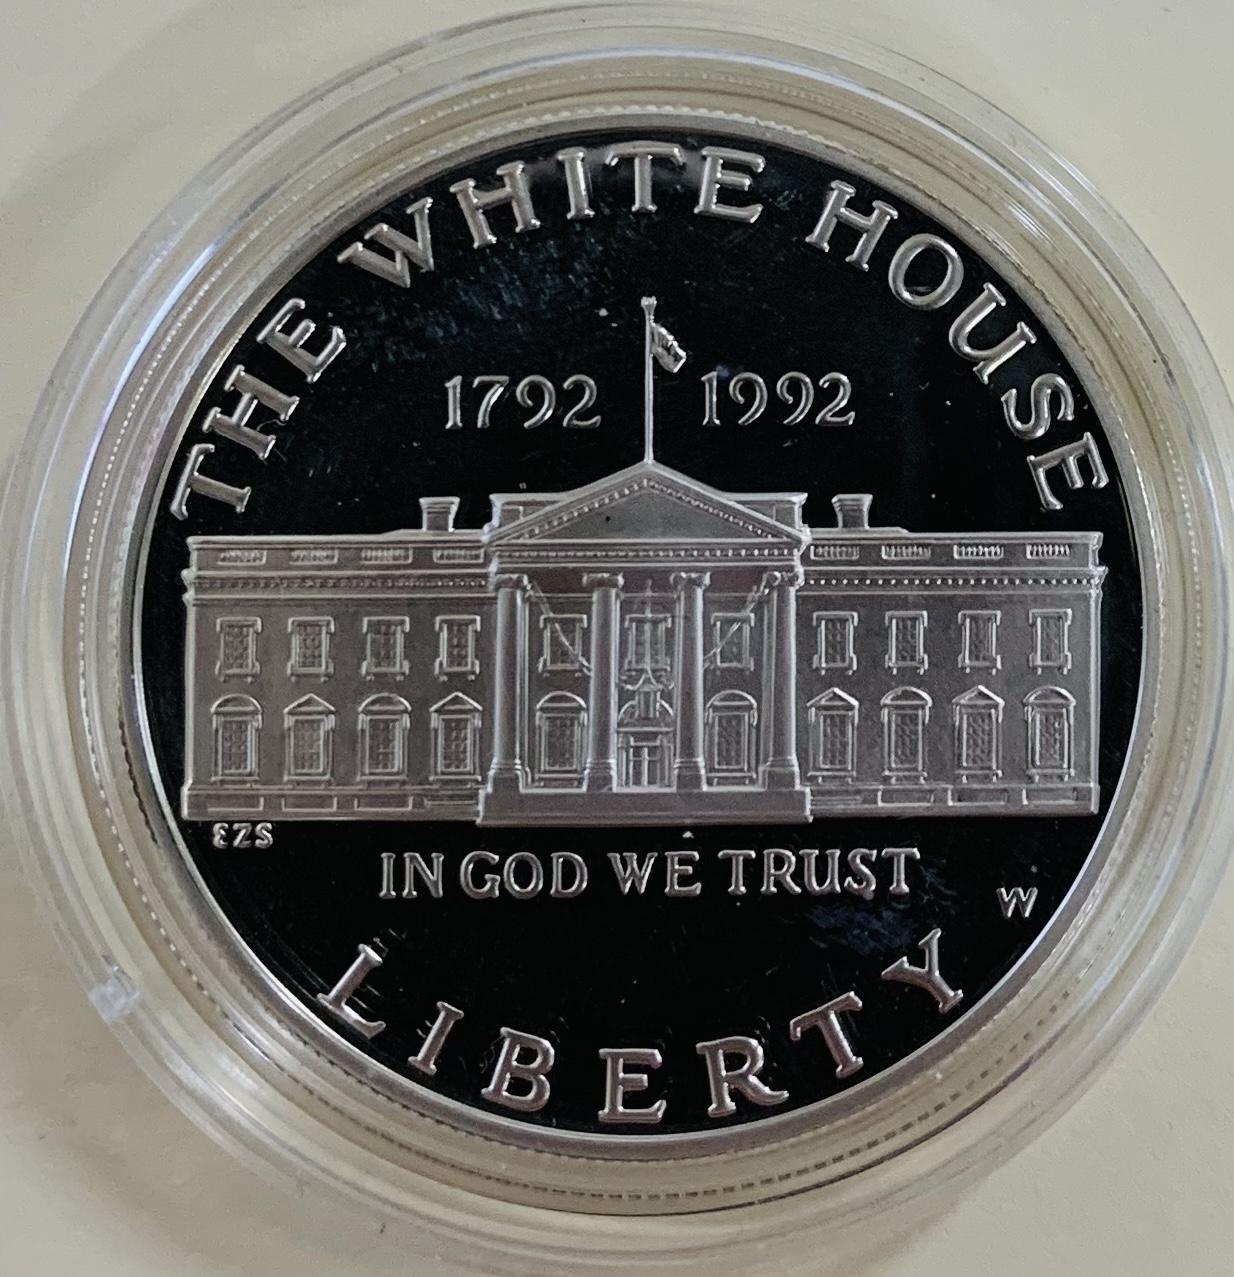 THE WHITE HOUSE
1792 1992
EZS
IN GOD WE TRUST
W
LIBERTY